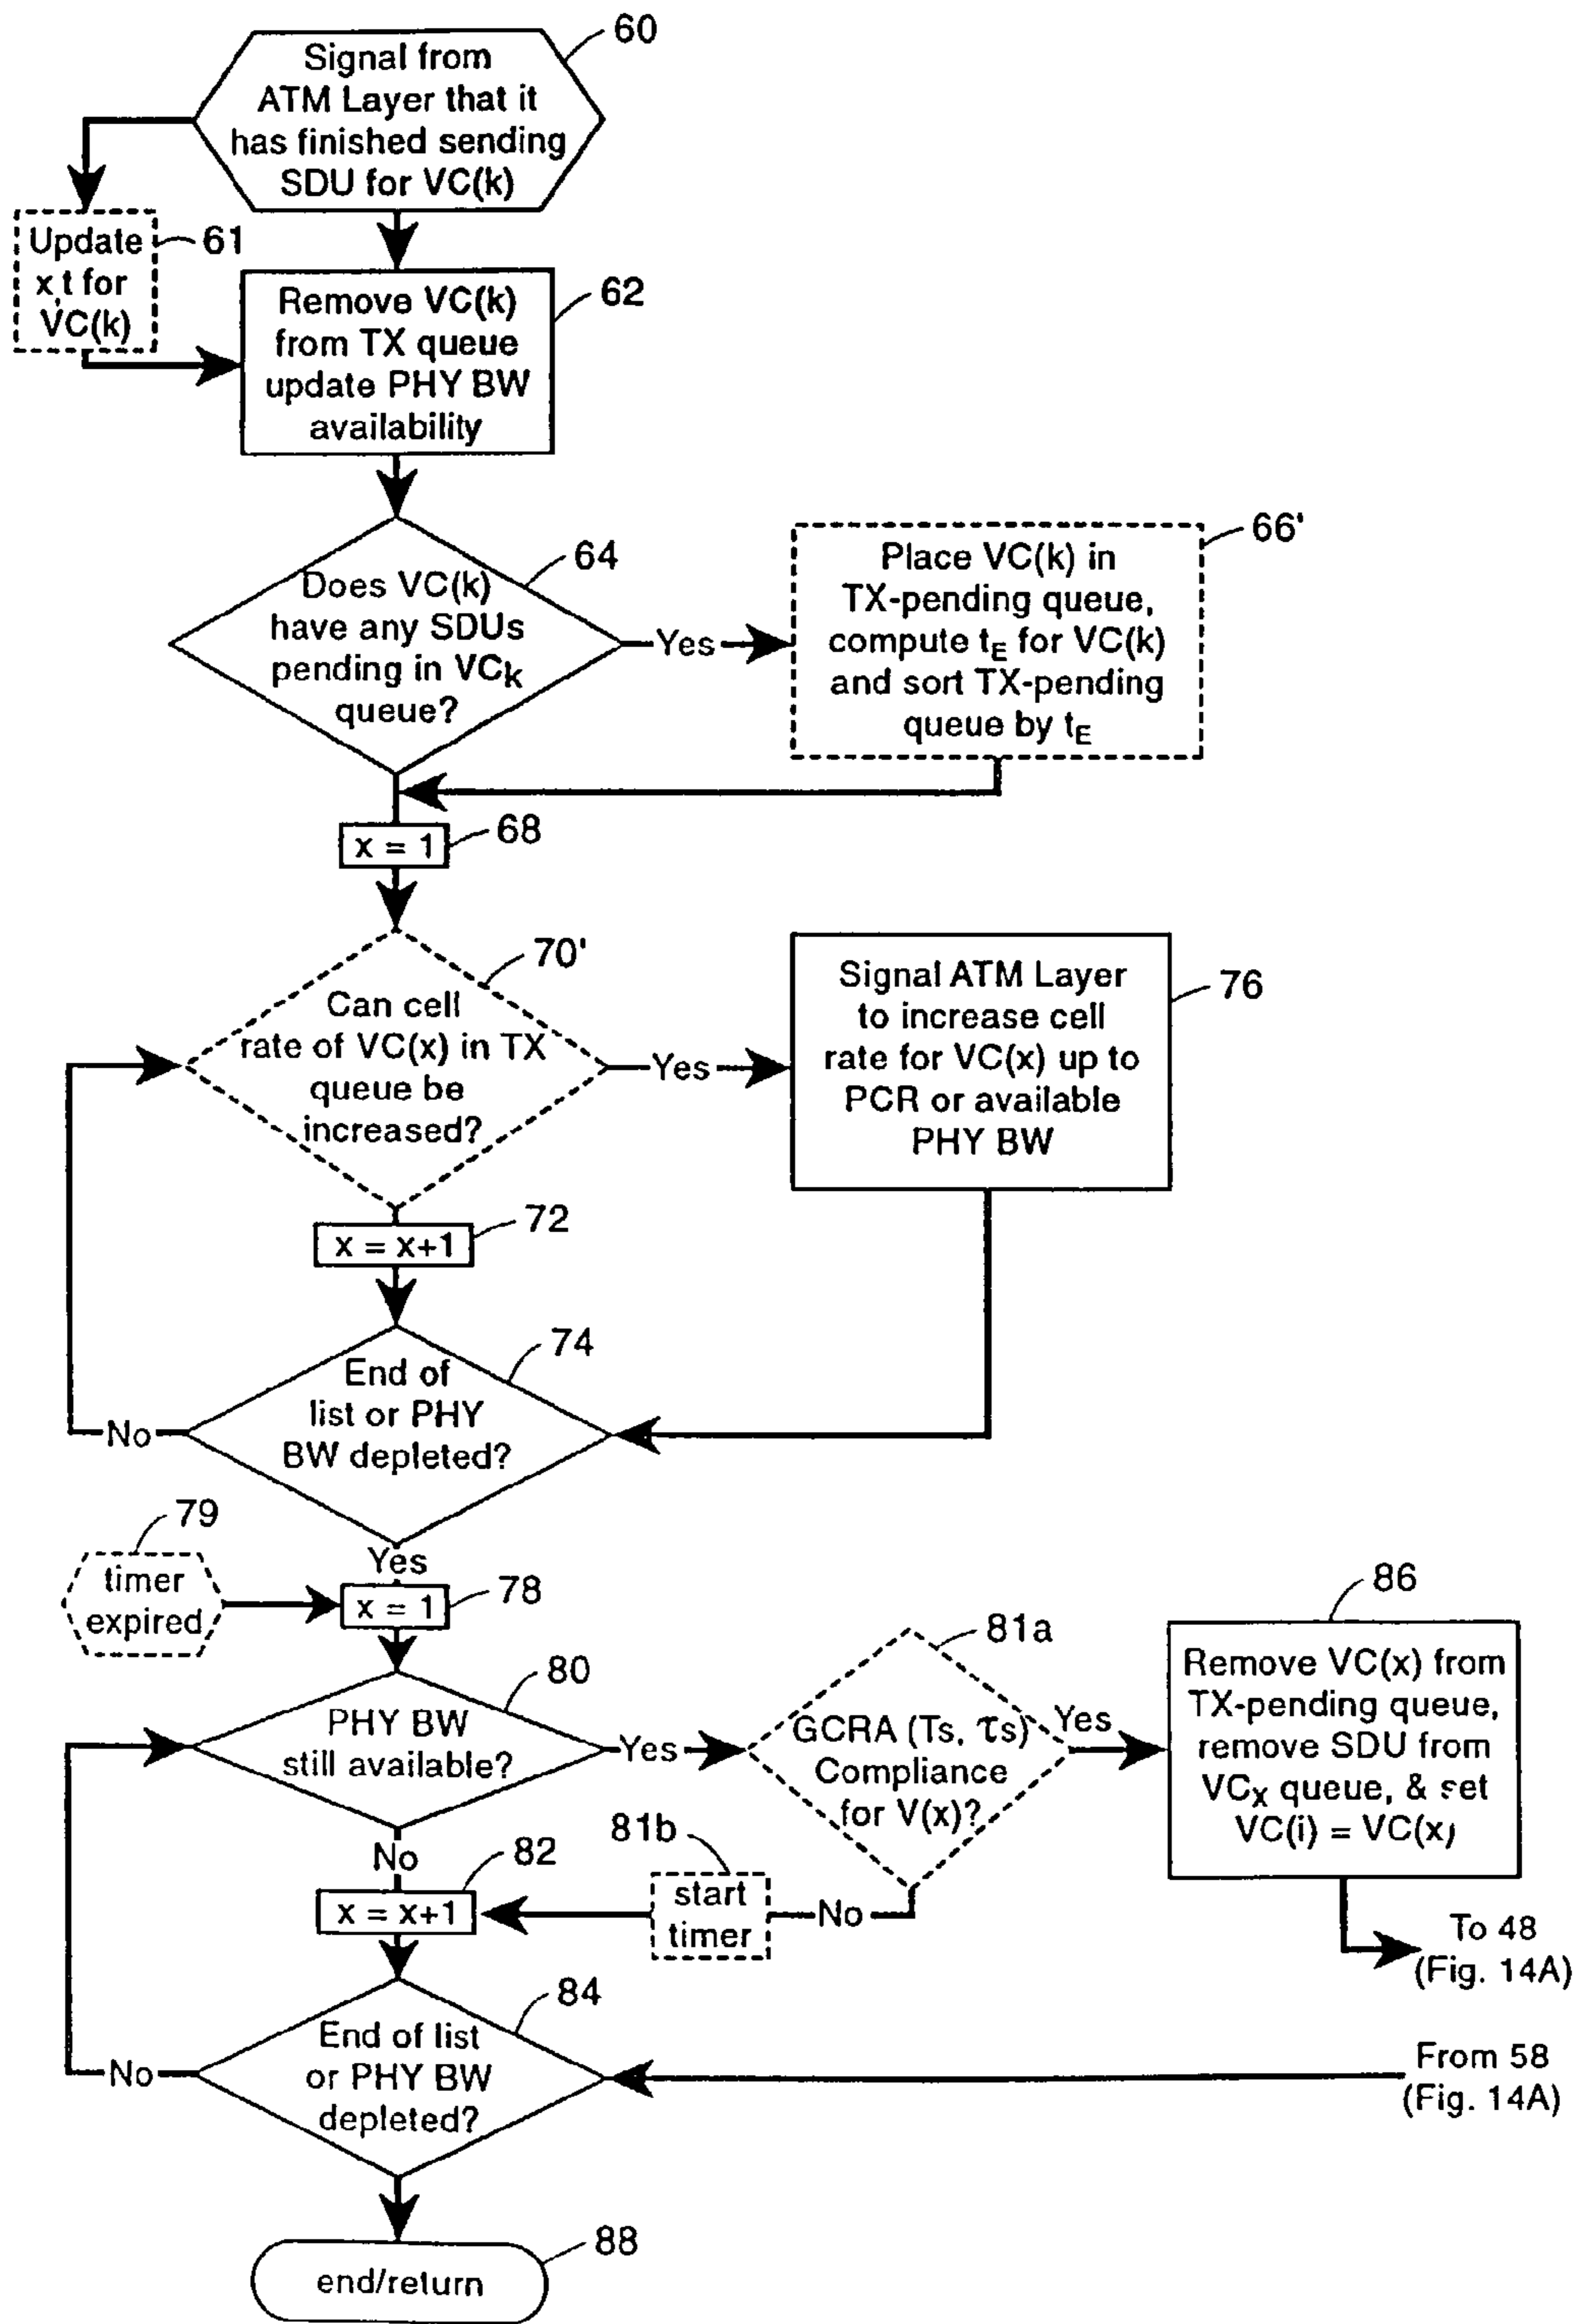 60
Signal from
ATM Layer that it
has finished sending
SDU for VC(k)
61
Update
x,t for
VC(k)
62
Remove VC(k)
from TX queue
update PHY BW
availability
64
Does VC(k)
have any SDUs
pending in VCk
queue?
Yes
66'
Place VC(k) in
TX-pending queue,
compute tE for VC(k)
and sort TX-pending
queue by tE
68
x = 1
70'
Can cell
rate of VC(x) in TX
queue be
increased?
Yes
76
Signal ATM Layer
to increase cell
rate for VC(x) up to
PCR or available
PHY BW
72
x = x+1
74
End of
list or PHY
BW depleted?
No
Yes
79
timer
expired
78
x = 1
80
PHY BW
still available?
Yes
81a
GCRA (Ts, τs)
Compliance
for V(x)?
Yes
86
Remove VC(x) from
TX-pending queue,
remove SDU from
VCx queue, & set
VC(i) = VC(x)
No
82
x = x+1
81b
start
timer
No
To 48
(Fig. 14A)
84
End of list
or PHY BW
depleted?
No
From 58
(Fig. 14A)
88
end/return